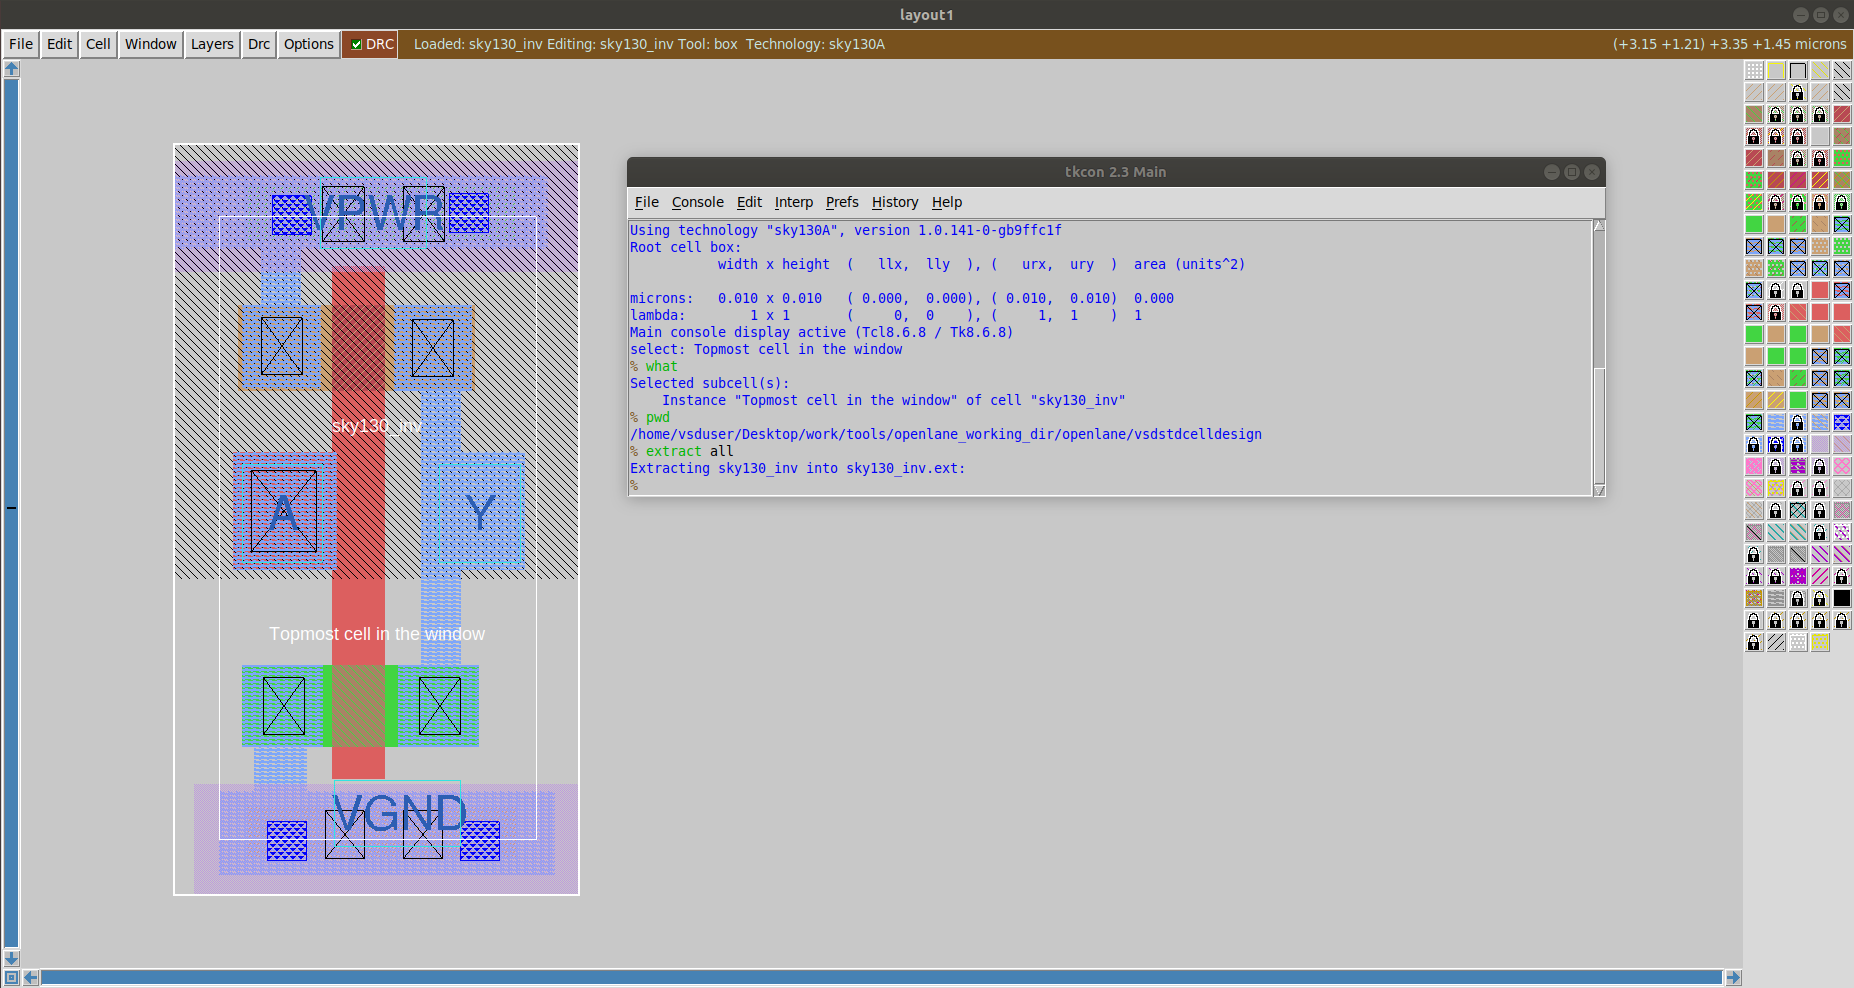 layout1
File Edit Cell Window Layers Drc Options DRC Loaded: sky130_inv Editing: sky130_inv Tool: box Technology: sky130A (+3.15 +1.21) +3.35 +1.45 microns
VPWR
sky130_inv
A Y
Topmost cell in the window
VGND
tkcon 2.3 Main
File Console Edit Interp Prefs History Help
Using technology "sky130A", version 1.0.141-0-gb9ffc1f
Root cell box:
width x height ( llx, lly ), ( urx, ury ) area (units^2)
microns: 0.010 x 0.010 ( 0.000, 0.000), ( 0.010, 0.010) 0.000
lambda: 1 x 1 ( 0, 0 ), ( 1, 1 ) 1
Main console display active (Tcl8.6.8 / Tk8.6.8)
select: Topmost cell in the window
% what
Selected subcell(s):
Instance "Topmost cell in the window" of cell "sky130_inv"
% pwd
/home/vsduser/Desktop/work/tools/openlane_working_dir/openlane/vsdstdcelldesign
% extract all
Extracting sky130_inv into sky130_inv.ext:
%